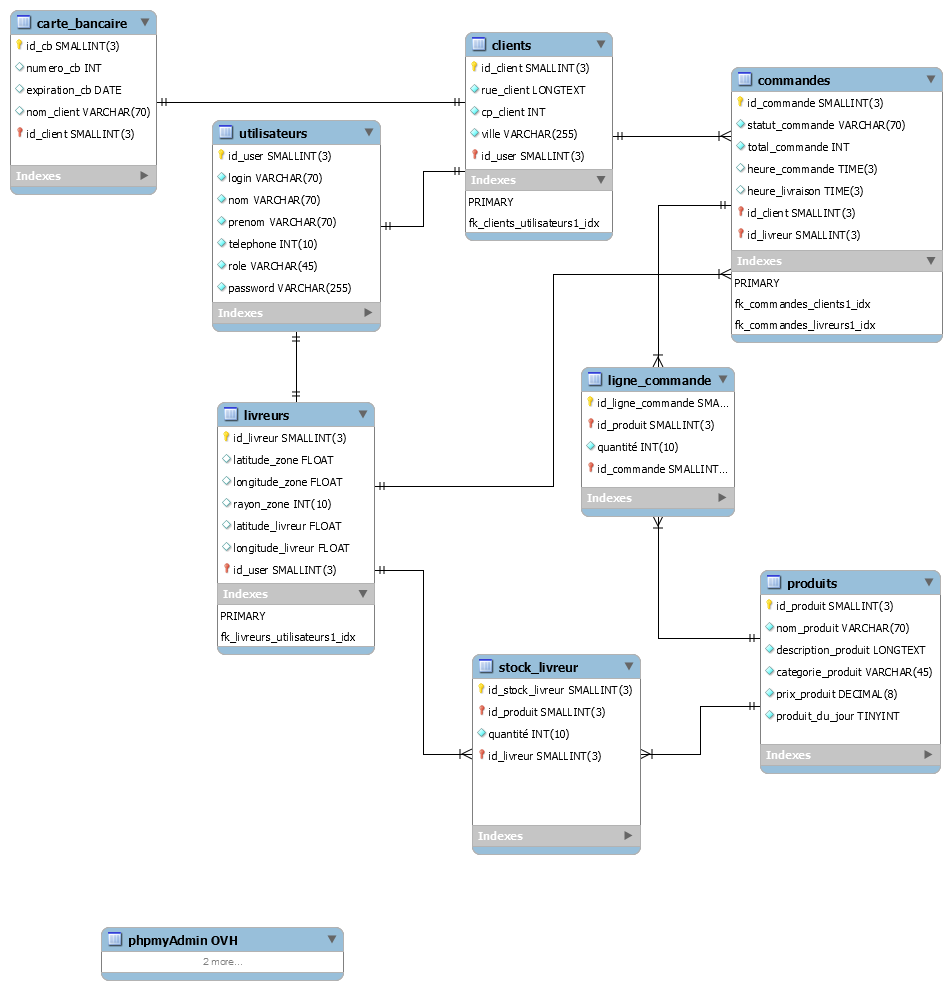 carte_bancaire
id_cb SMALLINT(3)
numero_cb INT
expiration_cb DATE
nom_client VARCHAR(70)
id_client SMALLINT(3)
Indexes
utilisateurs
id_user SMALLINT(3)
login VARCHAR(70)
nom VARCHAR(70)
prenom VARCHAR(70)
telephone INT(10)
role VARCHAR(45)
password VARCHAR(255)
Indexes
clients
id_client SMALLINT(3)
rue_client LONGTEXT
cp_client INT
ville VARCHAR(255)
id_user SMALLINT(3)
Indexes
PRIMARY
fk_clients_utilisateurs1_idx
commandes
id_commande SMALLINT(3)
statut_commande VARCHAR(70)
total_commande INT
heure_commande TIME(3)
heure_livraison TIME(3)
id_client SMALLINT(3)
id_livreur SMALLINT(3)
Indexes
PRIMARY
fk_commandes_clients1_idx
fk_commandes_livreurs1_idx
ligne_commande
id_ligne_commande SMA...
id_produit SMALLINT(3)
quantité INT(10)
id_commande SMALLINT...
Indexes
livreurs
id_livreur SMALLINT(3)
latitude_zone FLOAT
longitude_zone FLOAT
rayon_zone INT(10)
latitude_livreur FLOAT
longitude_livreur FLOAT
id_user SMALLINT(3)
Indexes
PRIMARY
fk_livreurs_utilisateurs1_idx
produits
id_produit SMALLINT(3)
nom_produit VARCHAR(70)
description_produit LONGTEXT
categorie_produit VARCHAR(45)
prix_produit DECIMAL(8)
produit_du_jour TINYINT
Indexes
stock_livreur
id_stock_livreur SMALLINT(3)
id_produit SMALLINT(3)
quantité INT(10)
id_livreur SMALLINT(3)
Indexes
phpmyAdmin OVH
2 more...